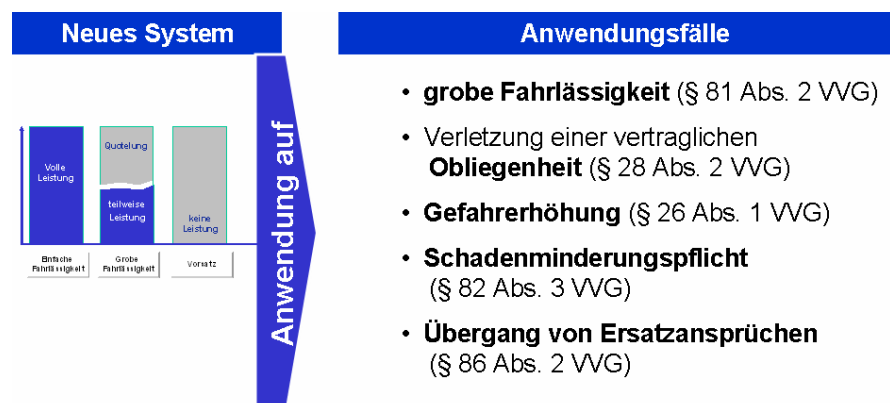 Neues System
Anwendungsfälle
Volle
Leistung
Quotelung
teilweise
Leistung
keine
Leistung
Einfache
Fahrlässigkeit
Grobe
Fahrlässigkeit
Vorsatz
Anwendung auf
• grobe Fahrlässigkeit (§ 81 Abs. 2 VVG)
• Verletzung einer vertraglichen
Obliegenheit (§ 28 Abs. 2 VVG)
• Gefahrerhöhung (§ 26 Abs. 1 VVG)
• Schadenminderungspflicht
(§ 82 Abs. 3 VVG)
• Übergang von Ersatzansprüchen
(§ 86 Abs. 2 VVG)